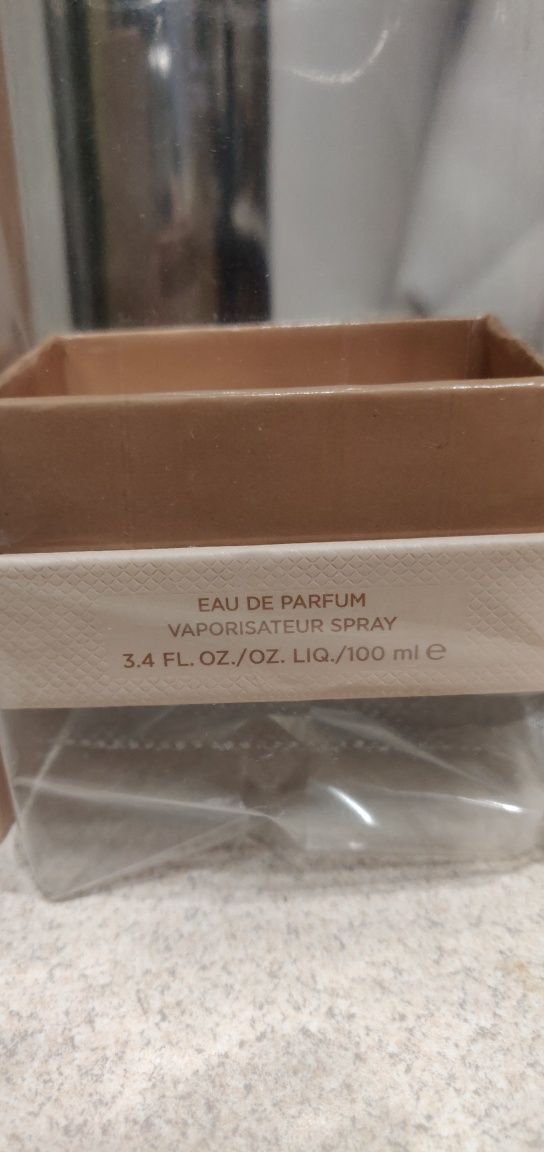 EAU DE PARFUM
VAPORISATEUR SPRAY
3.4 FL. OZ./OZ. LIQ./100 ml ℮